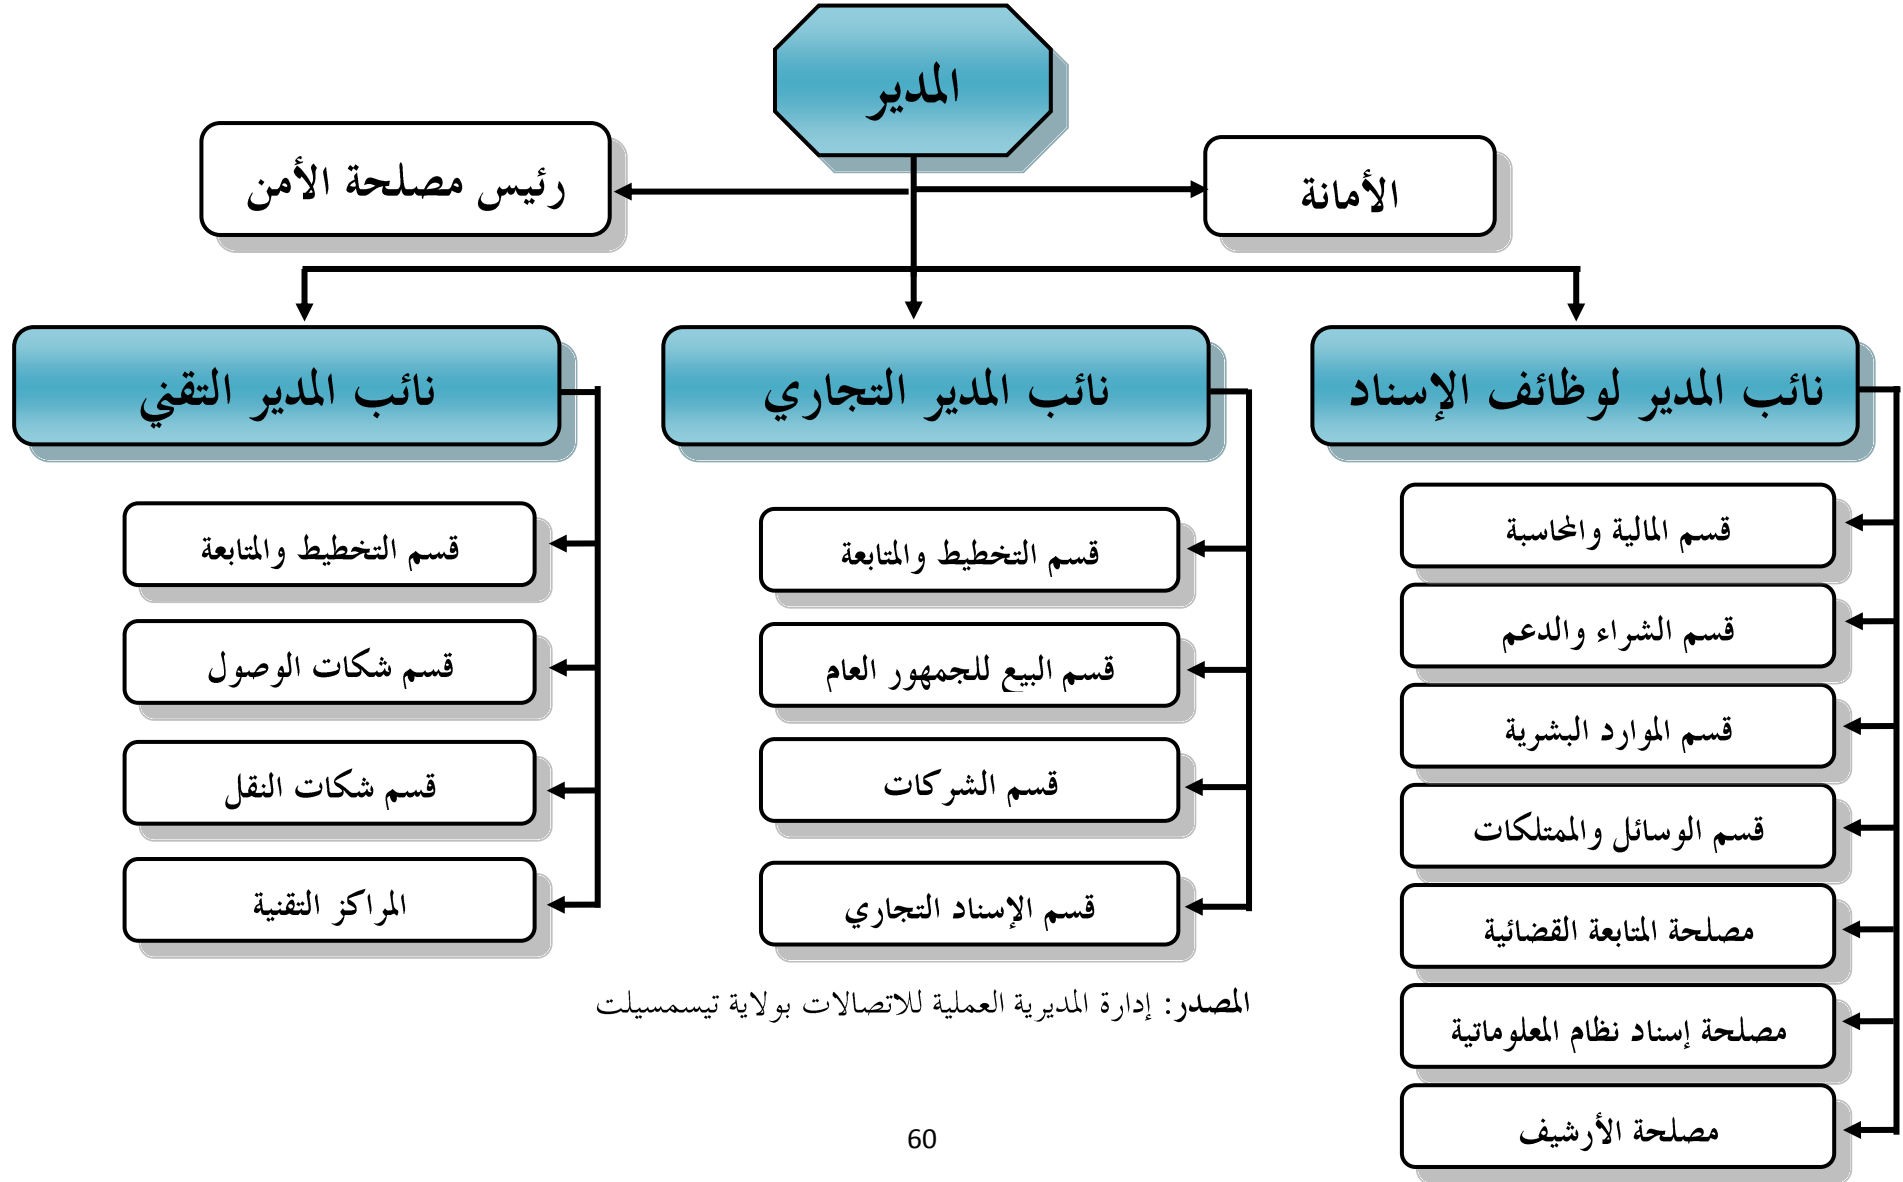 المدير
الأمانة
رئيس مصلحة الأمن
نائب المدير لوظائف الإسناد
نائب المدير التجاري
نائب المدير التقني
قسم المالية والمحاسبة
قسم الشراء والدعم
قسم الموارد البشرية
قسم الوسائل والممتلكات
مصلحة المتابعة القضائية
مصلحة إسناد نظام المعلوماتية
مصلحة الأرشيف
قسم التخطيط والمتابعة
قسم البيع للجمهور العام
قسم الشركات
قسم الإسناد التجاري
قسم التخطيط والمتابعة
قسم شكات الوصول
قسم شكات النقل
المراكز التقنية
المصدر: إدارة المديرية العملية للاتصالات بولاية تيسمسيلت
60